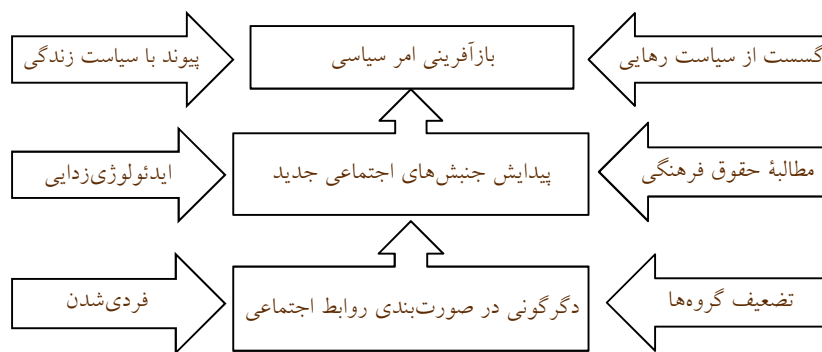 گسست از سیاست رهایی
بازآفرینی امر سیاسی
پیوند با سیاست زندگی
مطالبهٔ حقوق فرهنگی
پیدایش جنبش‌های اجتماعی جدید
ایدئولوژی‌زدایی
تضعیف گروه‌ها
دگرگونی در صورت‌بندی روابط اجتماعی
فردی‌شدن